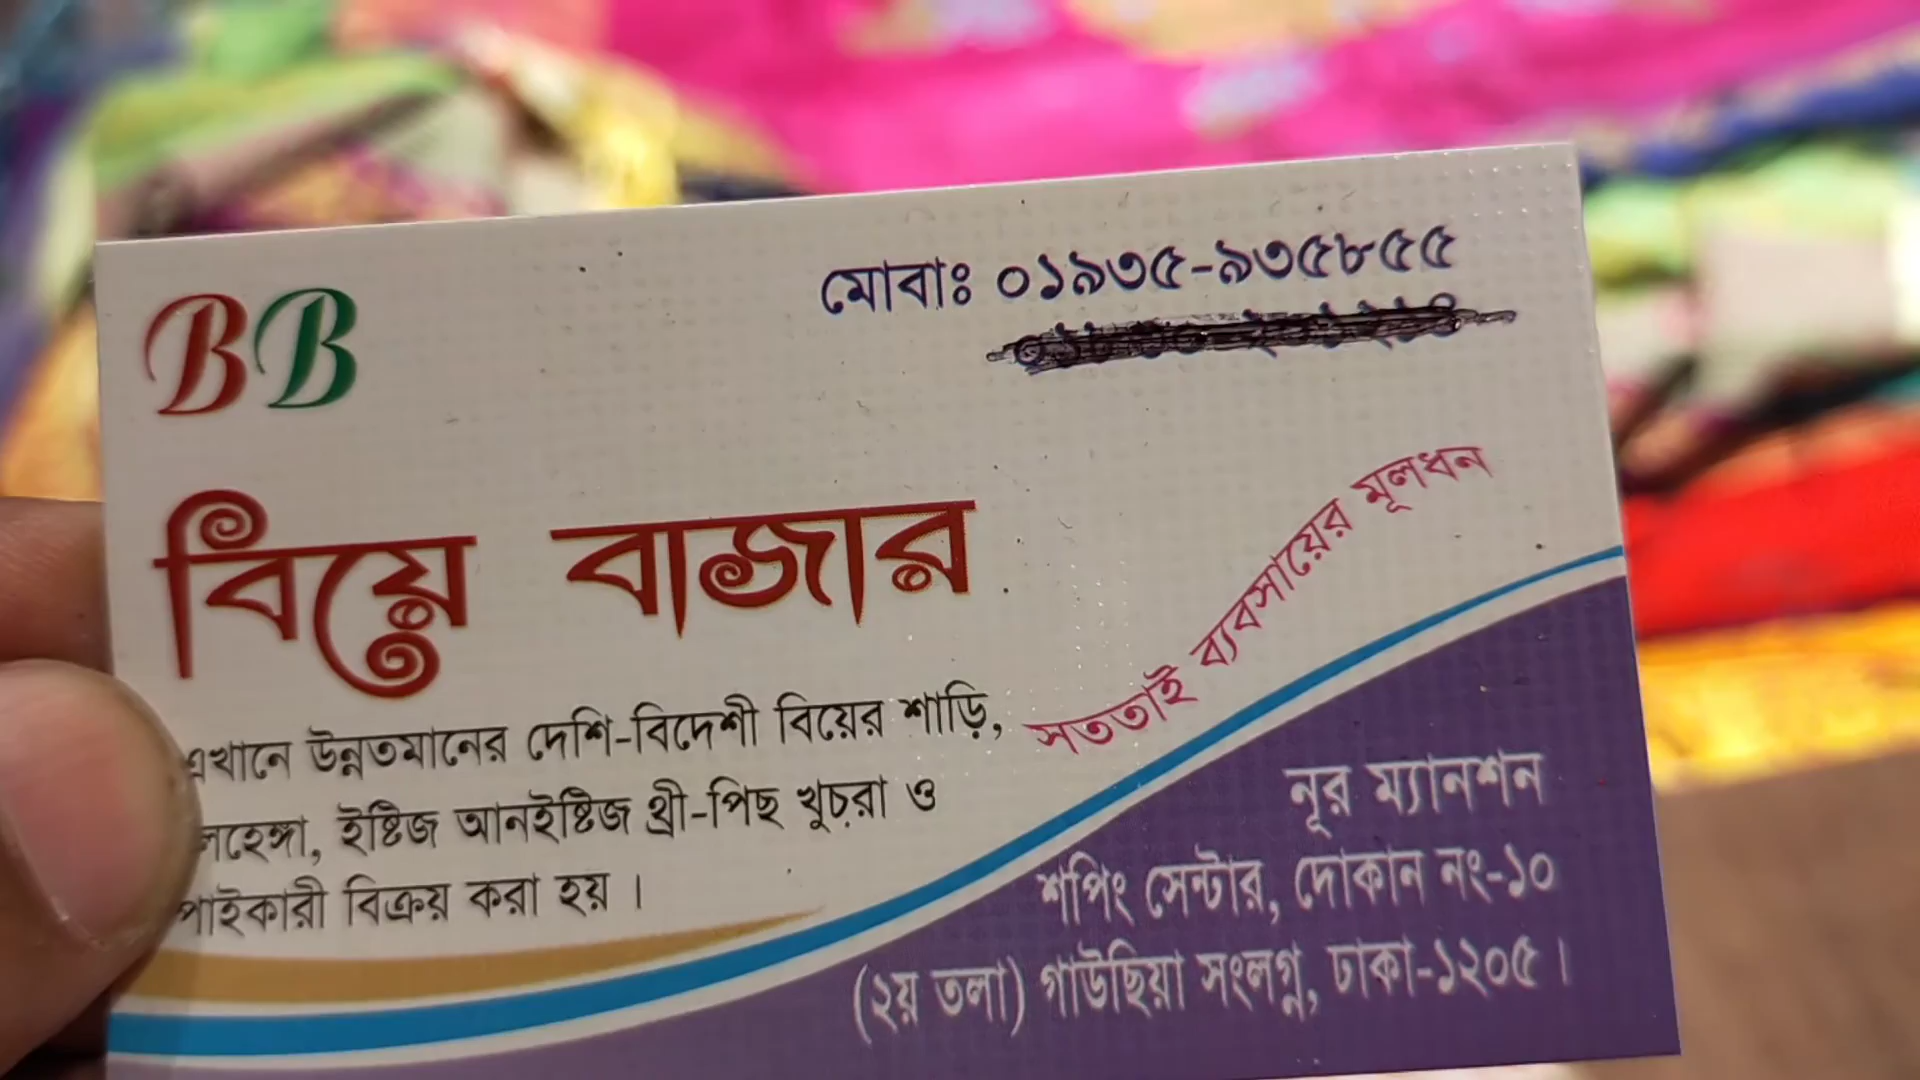 BB
মোবাঃ ০১৯৩৫-৯৩৫৮৫৫
বিয়ে বাজার
সততাই ব্যবসায়ের মূলধন
এখানে উন্নতমানের দেশি-বিদেশী বিয়ের শাড়ি,
লেহেঙ্গা, ইষ্টিজ আনইষ্টিজ থ্রী-পিছ খুচরা ও
পাইকারী বিক্রয় করা হয় ।
নূর ম্যানশন
শপিং সেন্টার, দোকান নং-১০
(২য় তলা) গাউছিয়া সংলগ্ন, ঢাকা-১২০৫ ।